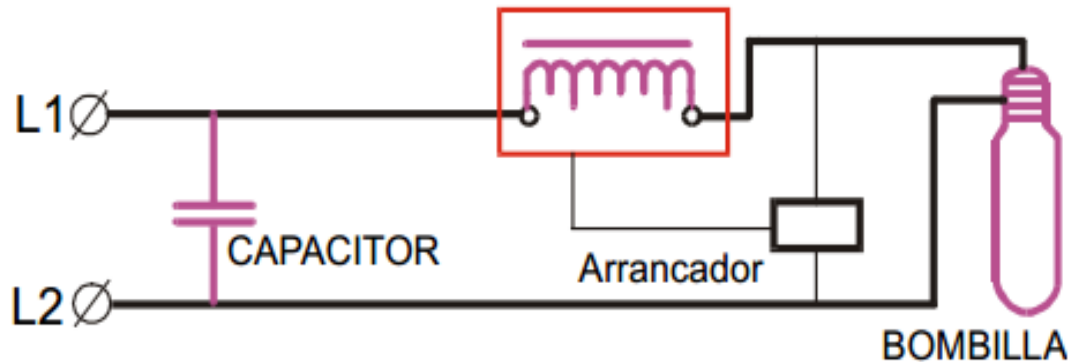 L1
CAPACITOR
Arrancador
L2
BOMBILLA